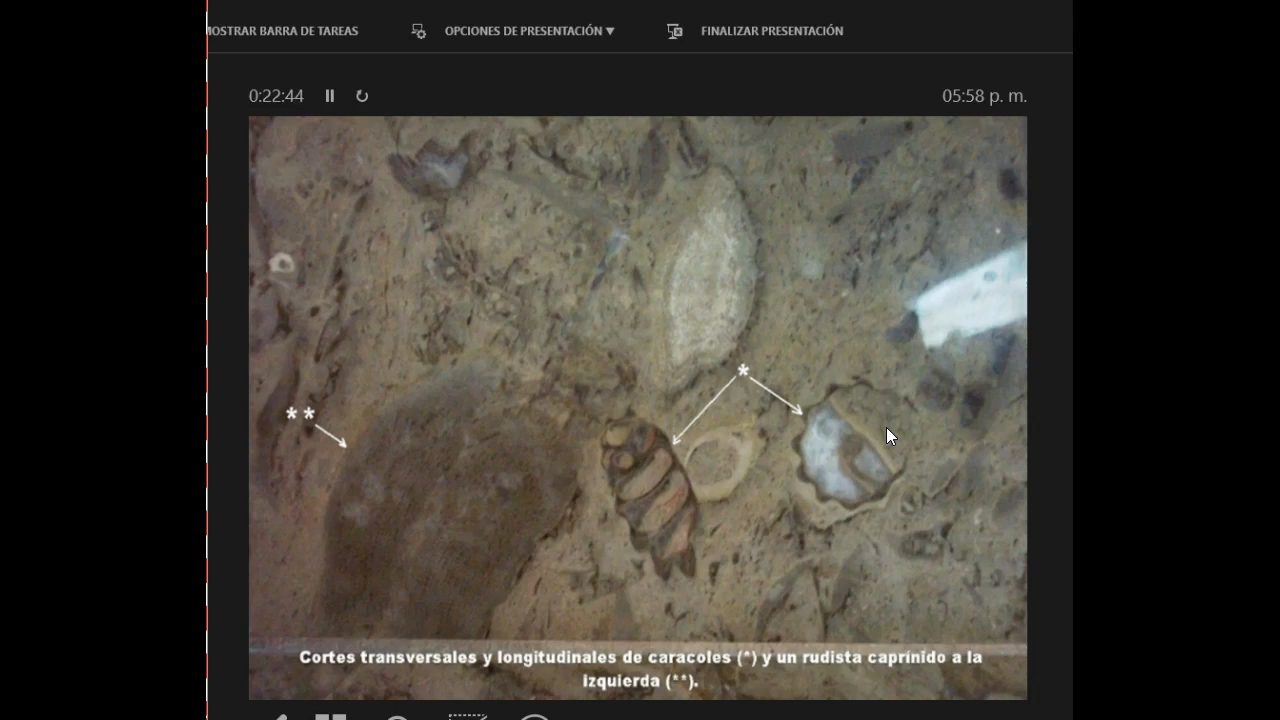 MOSTRAR BARRA DE TAREAS
OPCIONES DE PRESENTACIÓN ▼
FINALIZAR PRESENTACIÓN
0:22:44
05:58 p. m.
*
**
Cortes transversales y longitudinales de caracoles (*) y un rudista caprínido a la
izquierda (**).